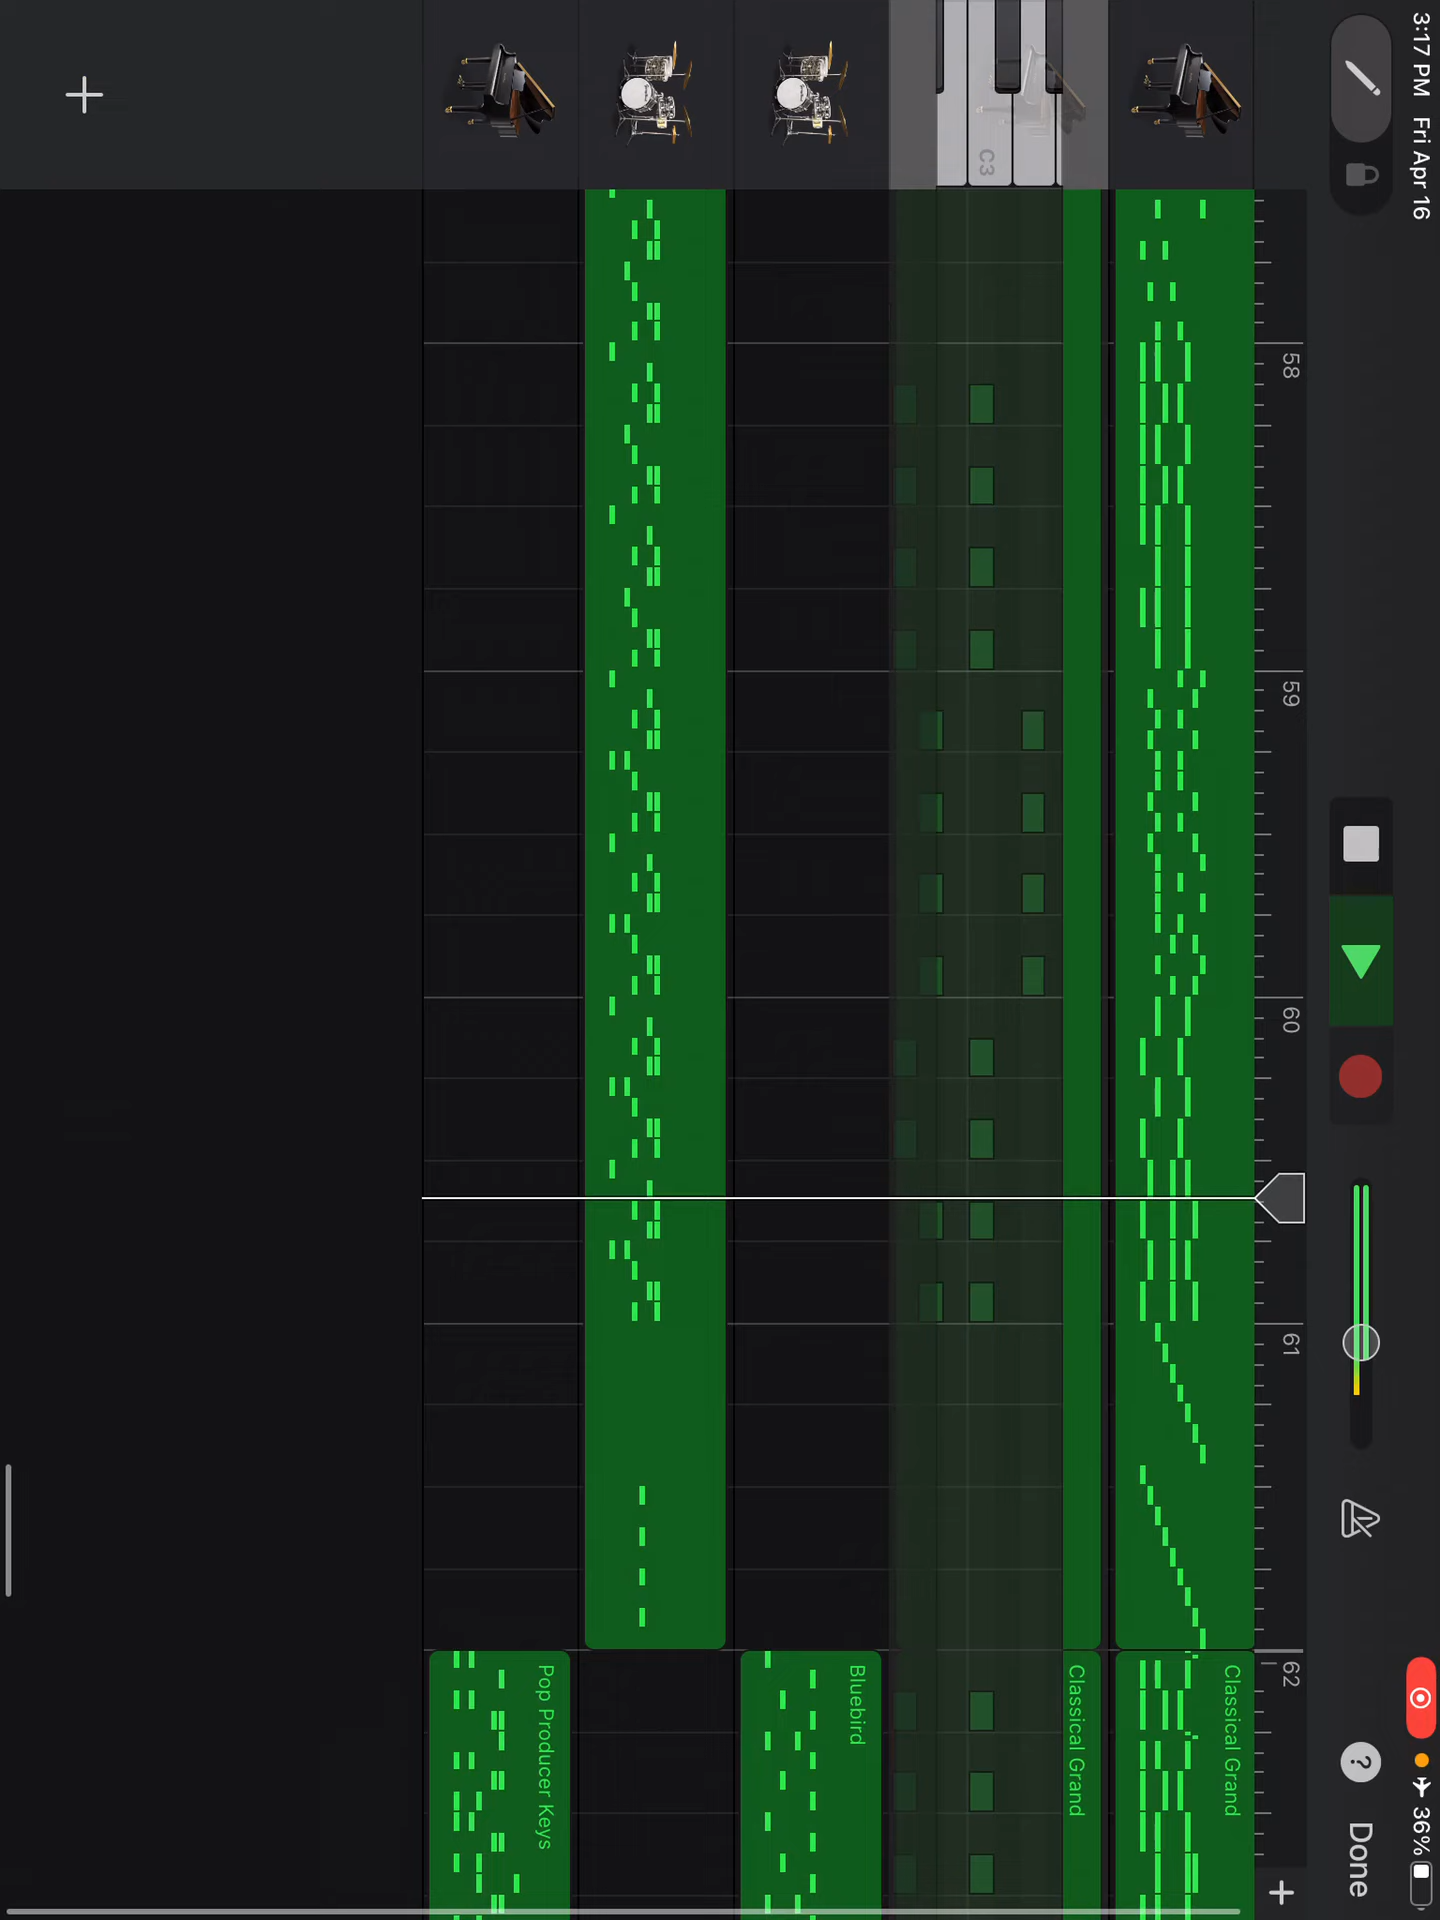 3:17 PM Fri Apr 16
36%
? Done
58 59 60 61 62
Classical Grand
C3
Classical Grand
Bluebird
Pop Producer Keys